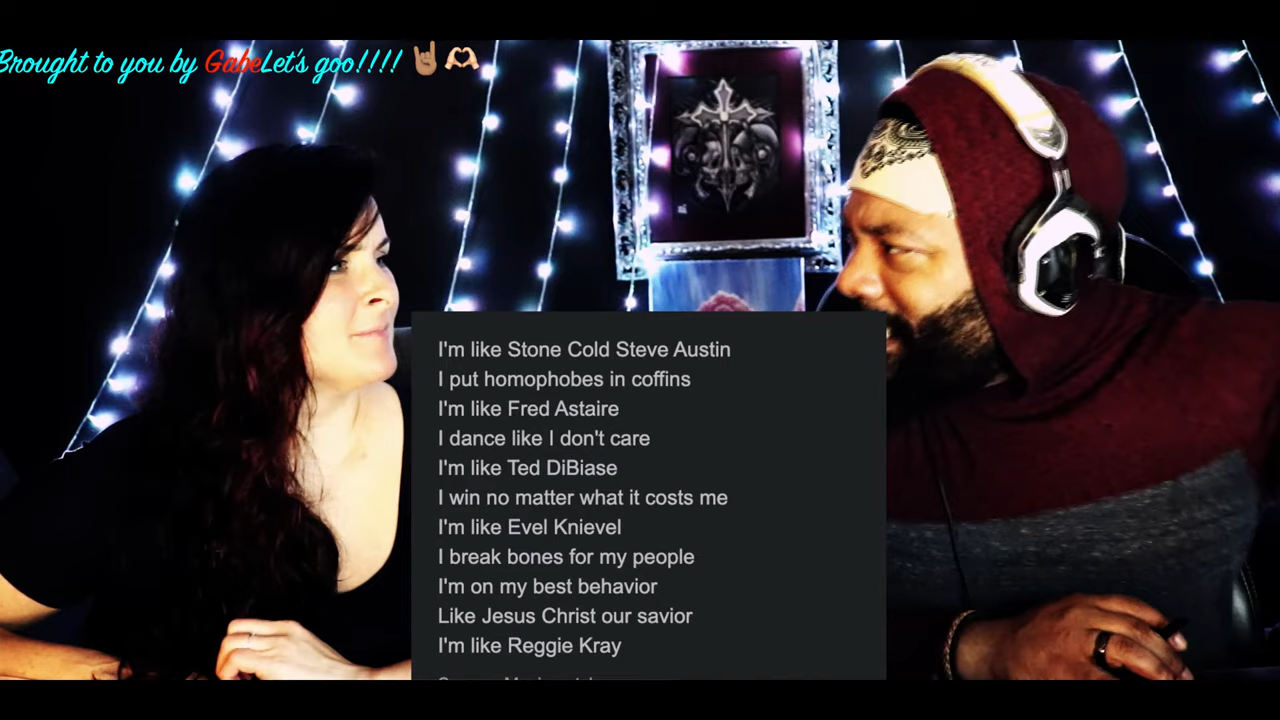 Brought to you by GabeLet's goo!!!! 🤘🏽🫶🏽
I'm like Stone Cold Steve Austin
I put homophobes in coffins
I'm like Fred Astaire
I dance like I don't care
I'm like Ted DiBiase
I win no matter what it costs me
I'm like Evel Knievel
I break bones for my people
I'm on my best behavior
Like Jesus Christ our savior
I'm like Reggie Kray